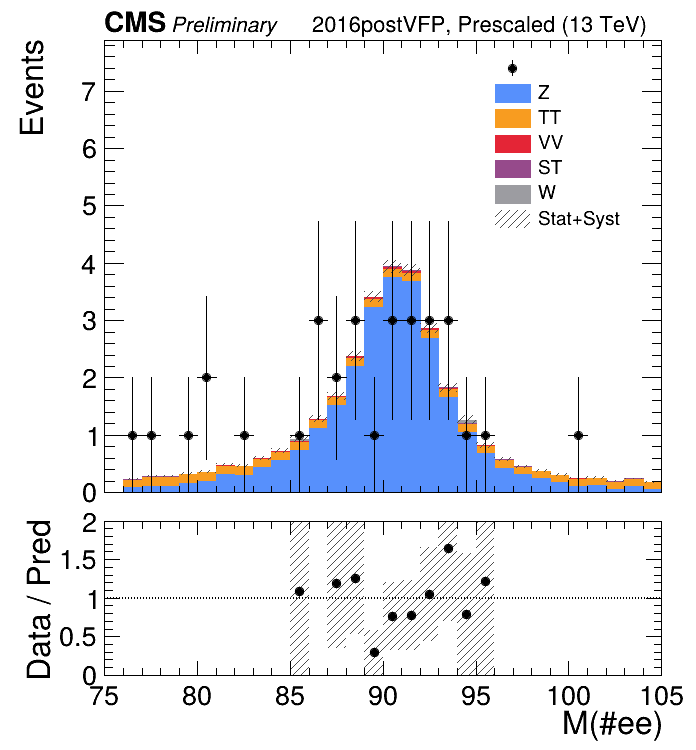 CMS Preliminary 2016postVFP, Prescaled (13 TeV)
Events
7
6
5
4
3
2
1
0
Z
TT
VV
ST
W
Stat+Syst
Data / Pred
2
1.5
1
0.5
0
75 80 85 90 95 100 105
M(#ee)